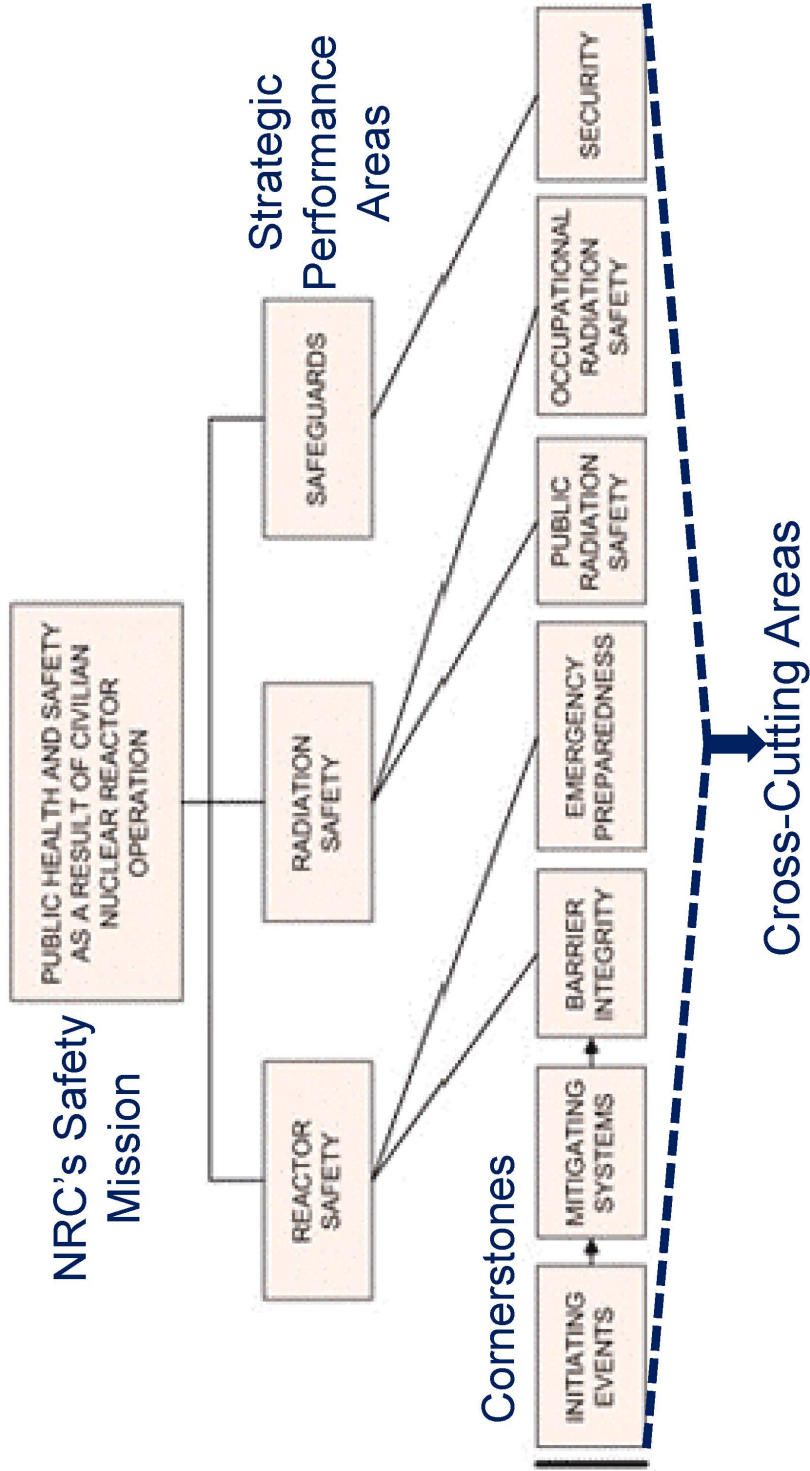 NRC's Safety
Mission
PUBLIC HEALTH AND SAFETY
AS A RESULT OF CIVILIAN
NUCLEAR REACTOR
OPERATION
Strategic
Performance
Areas
REACTOR
SAFETY
RADIATION
SAFETY
SAFEGUARDS
Cornerstones
INITIATING
EVENTS
MITIGATING
SYSTEMS
BARRIER
INTEGRITY
EMERGENCY
PREPAREDNESS
PUBLIC
RADIATION
SAFETY
OCCUPATIONAL
RADIATION
SAFETY
SECURITY
Cross-Cutting Areas